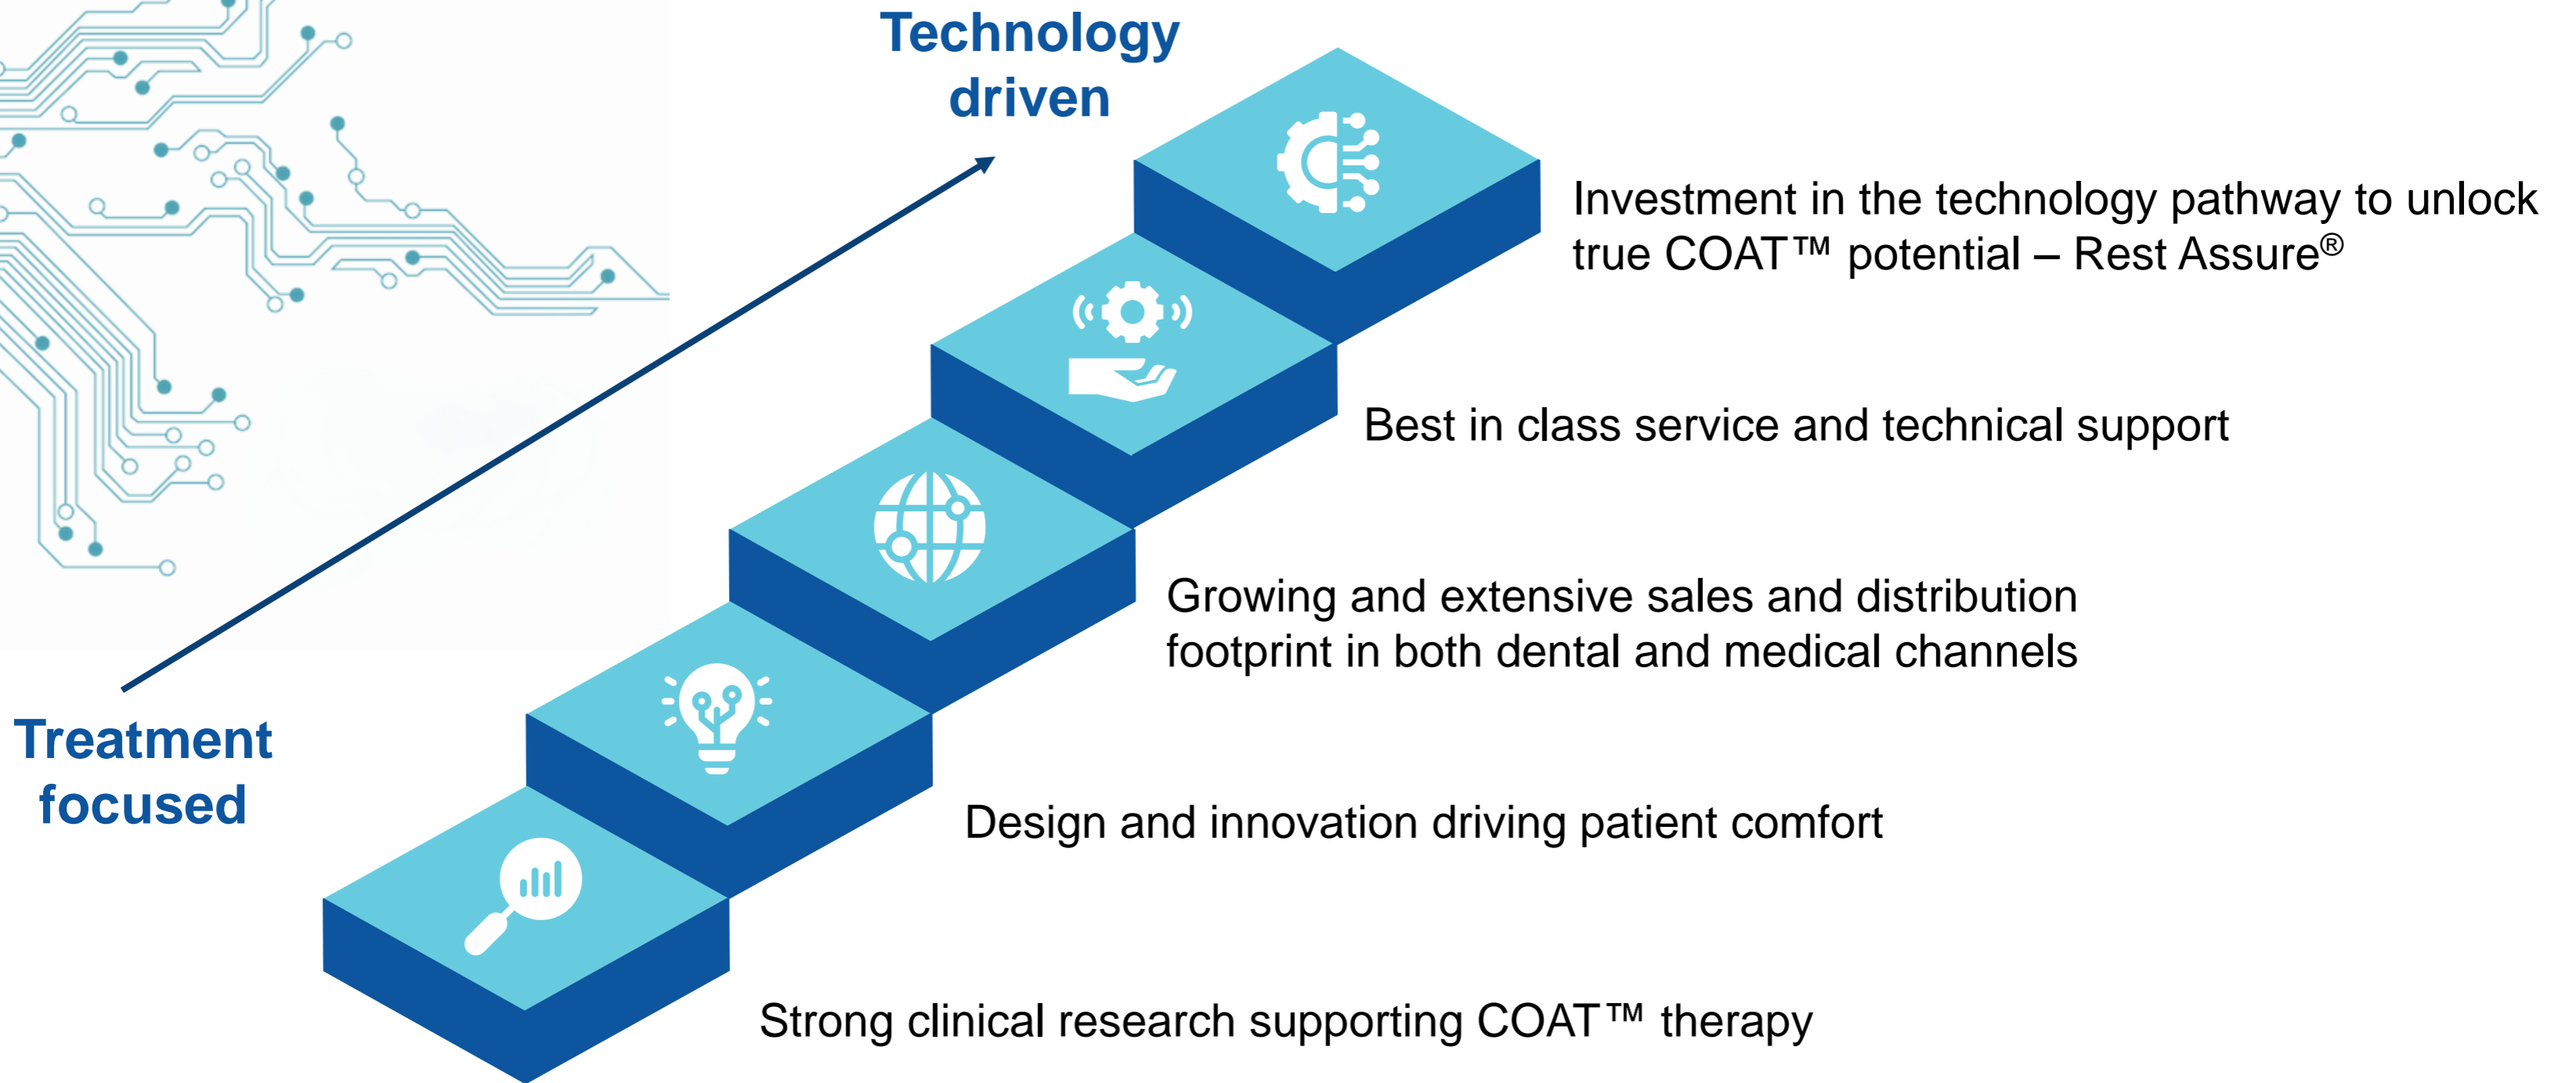 Technology
driven
Investment in the technology pathway to unlock
true COAT™ potential – Rest Assure®
Best in class service and technical support
Growing and extensive sales and distribution
footprint in both dental and medical channels
Treatment
focused
Design and innovation driving patient comfort
Strong clinical research supporting COAT™ therapy